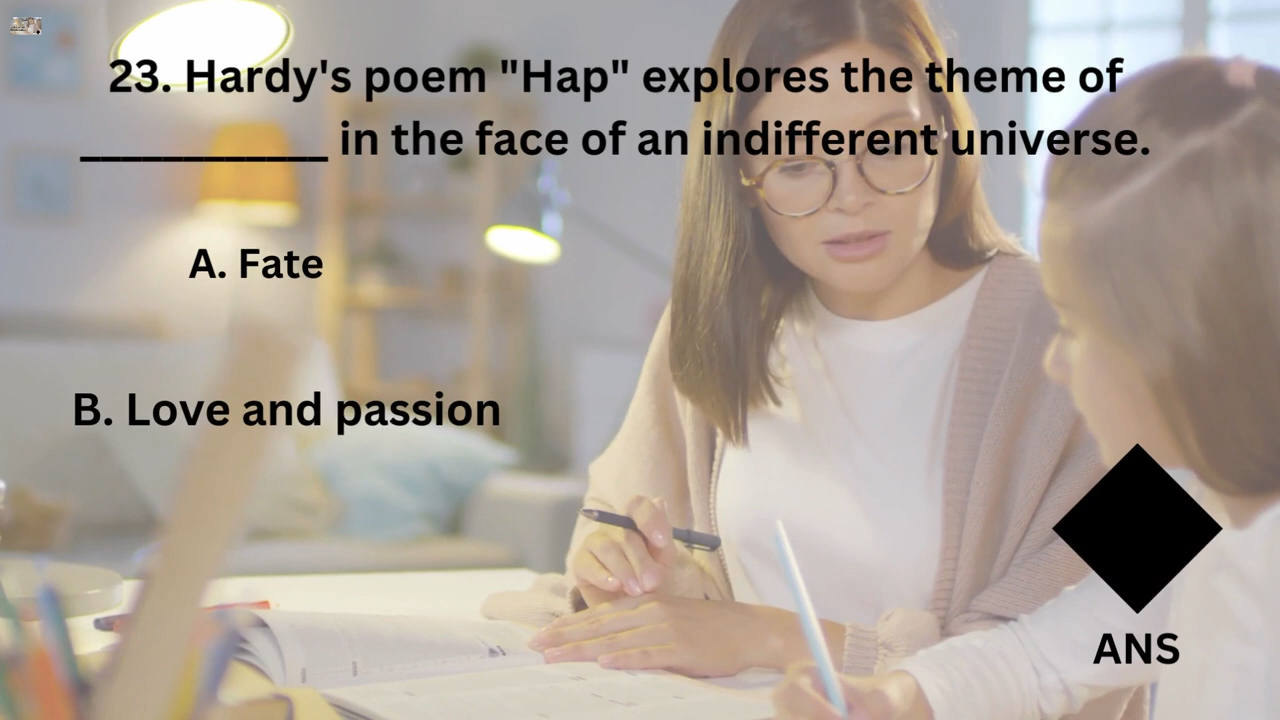 23. Hardy's poem "Hap" explores the theme of
____________ in the face of an indifferent universe.
A. Fate
B. Love and passion
ANS